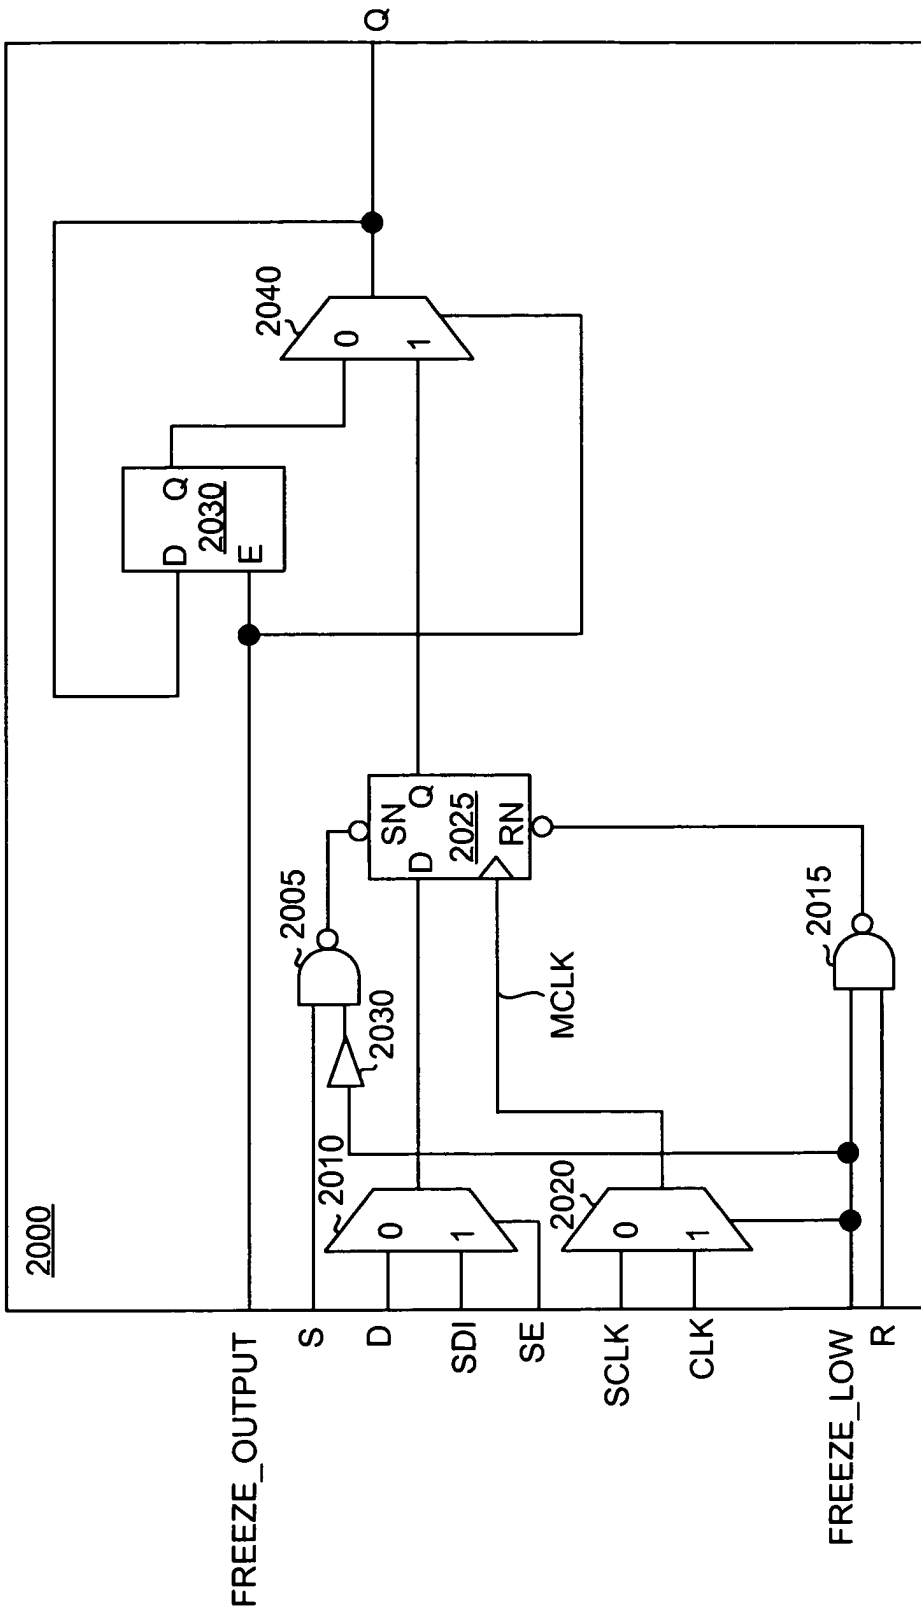 2000
FREEZE_OUTPUT
S
D
SDI
SE
SCLK
CLK
FREEZE_LOW
R
2010
0
1
2020
0
1
2030
2005
MCLK
2015
SN
D Q
2025
RN
D Q
2030
E
2040
0
1
Q